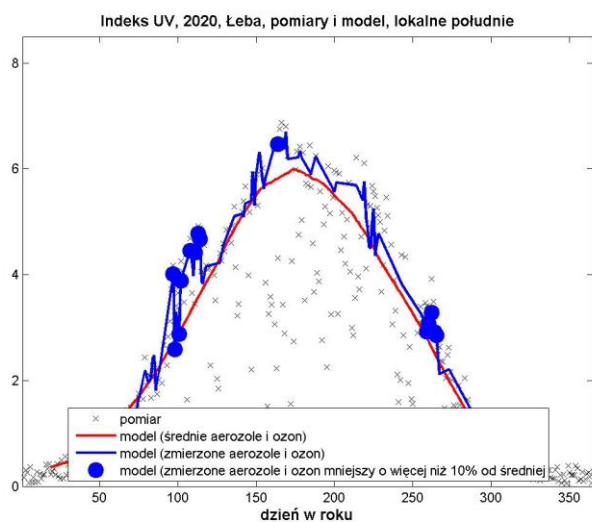 Indeks UV, 2020, Łeba, pomiary i model, lokalne południe
8
6
4
2
0
pomiar
model (średnie aerozole i ozon)
model (zmierzone aerozole i ozon)
model (zmierzone aerozole i ozon mniejszy o więcej niż 10% od średniej
50 100 150 200 250 300 350
dzień w roku